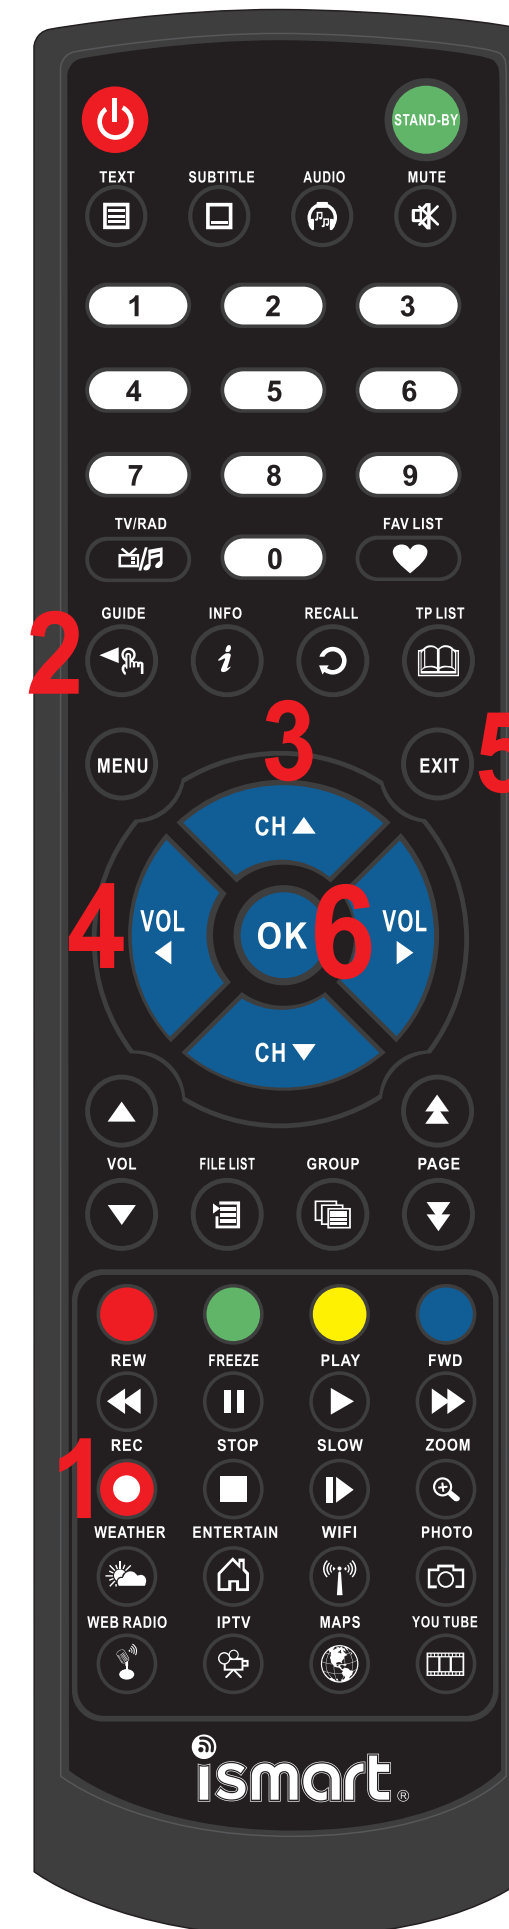 STAND-BY
TEXT SUBTITLE AUDIO MUTE
1 2 3
4 5 6
7 8 9
TV/RAD FAV LIST
0
GUIDE INFO RECALL TP LIST
2 i
3
MENU EXIT 5
CH
4 VOL OK 6 VOL
CH
VOL FILE LIST GROUP PAGE
REW FREEZE PLAY FWD
REC STOP SLOW ZOOM
1
WEATHER ENTERTAIN WIFI PHOTO
WEB RADIO IPTV MAPS YOU TUBE
ismart ®